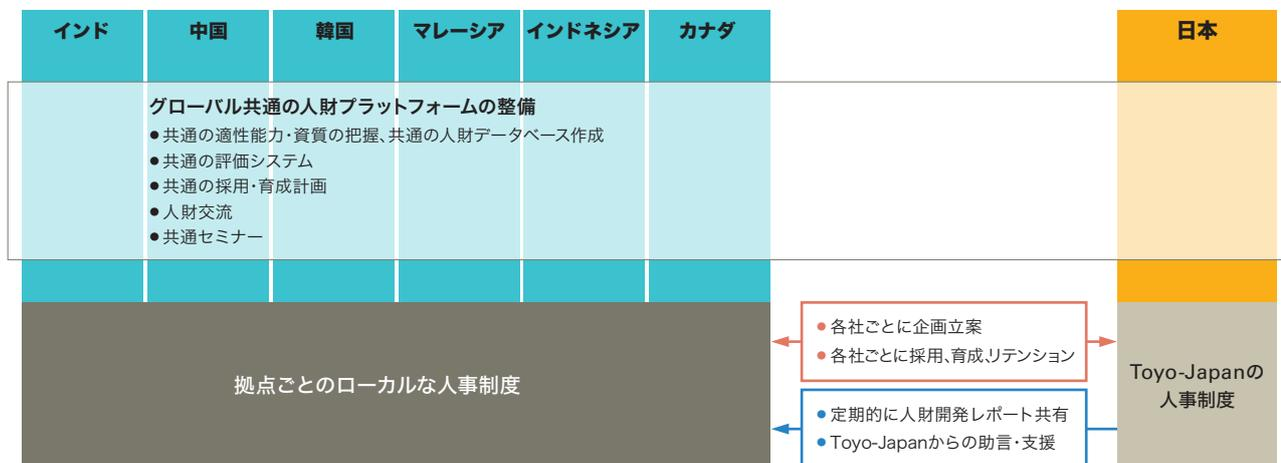 インド
中国
韓国
マレーシア
インドネシア
カナダ
日本
グローバル共通の人財プラットフォームの整備
●共通の適性能力・資質の把握、共通の人財データベース作成
●共通の評価システム
●共通の採用・育成計画
●人財交流
●共通セミナー
拠点ごとのローカルな人事制度
●各社ごとに企画立案
●各社ごとに採用、育成、リテンション
●定期的に人財開発レポート共有
●Toyo-Japanからの助言・支援
Toyo-Japanの
人事制度